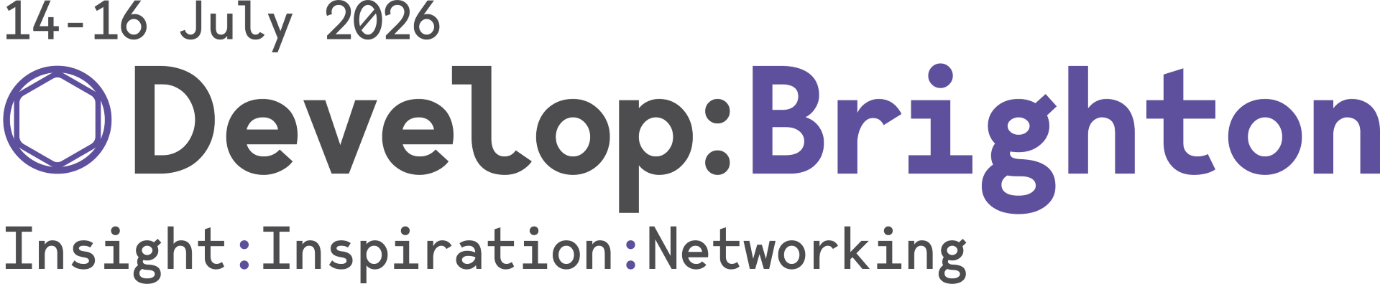 14-16 July 2026
Develop:Brighton
Insight:Inspiration:Networking